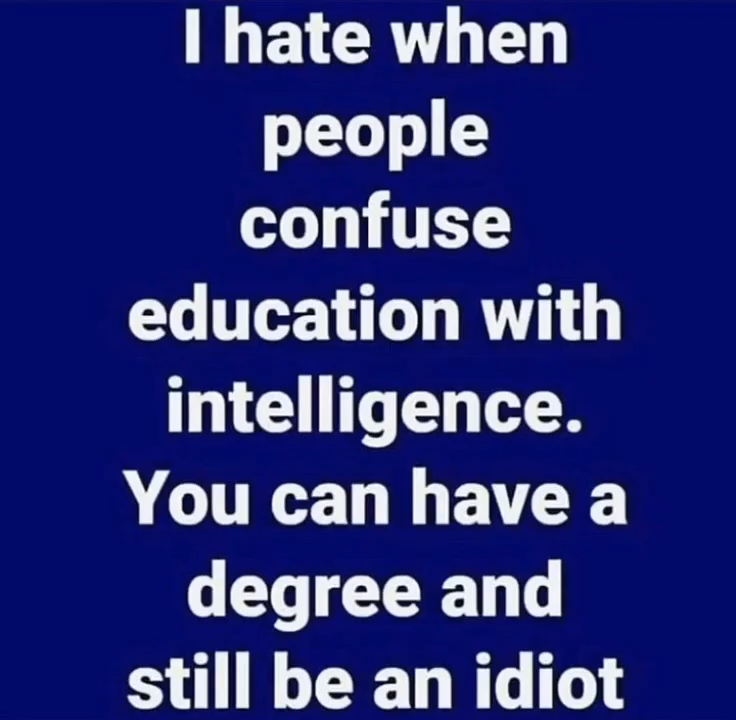 I hate when
people
confuse
education with
intelligence.
You can have a
degree and
still be an idiot